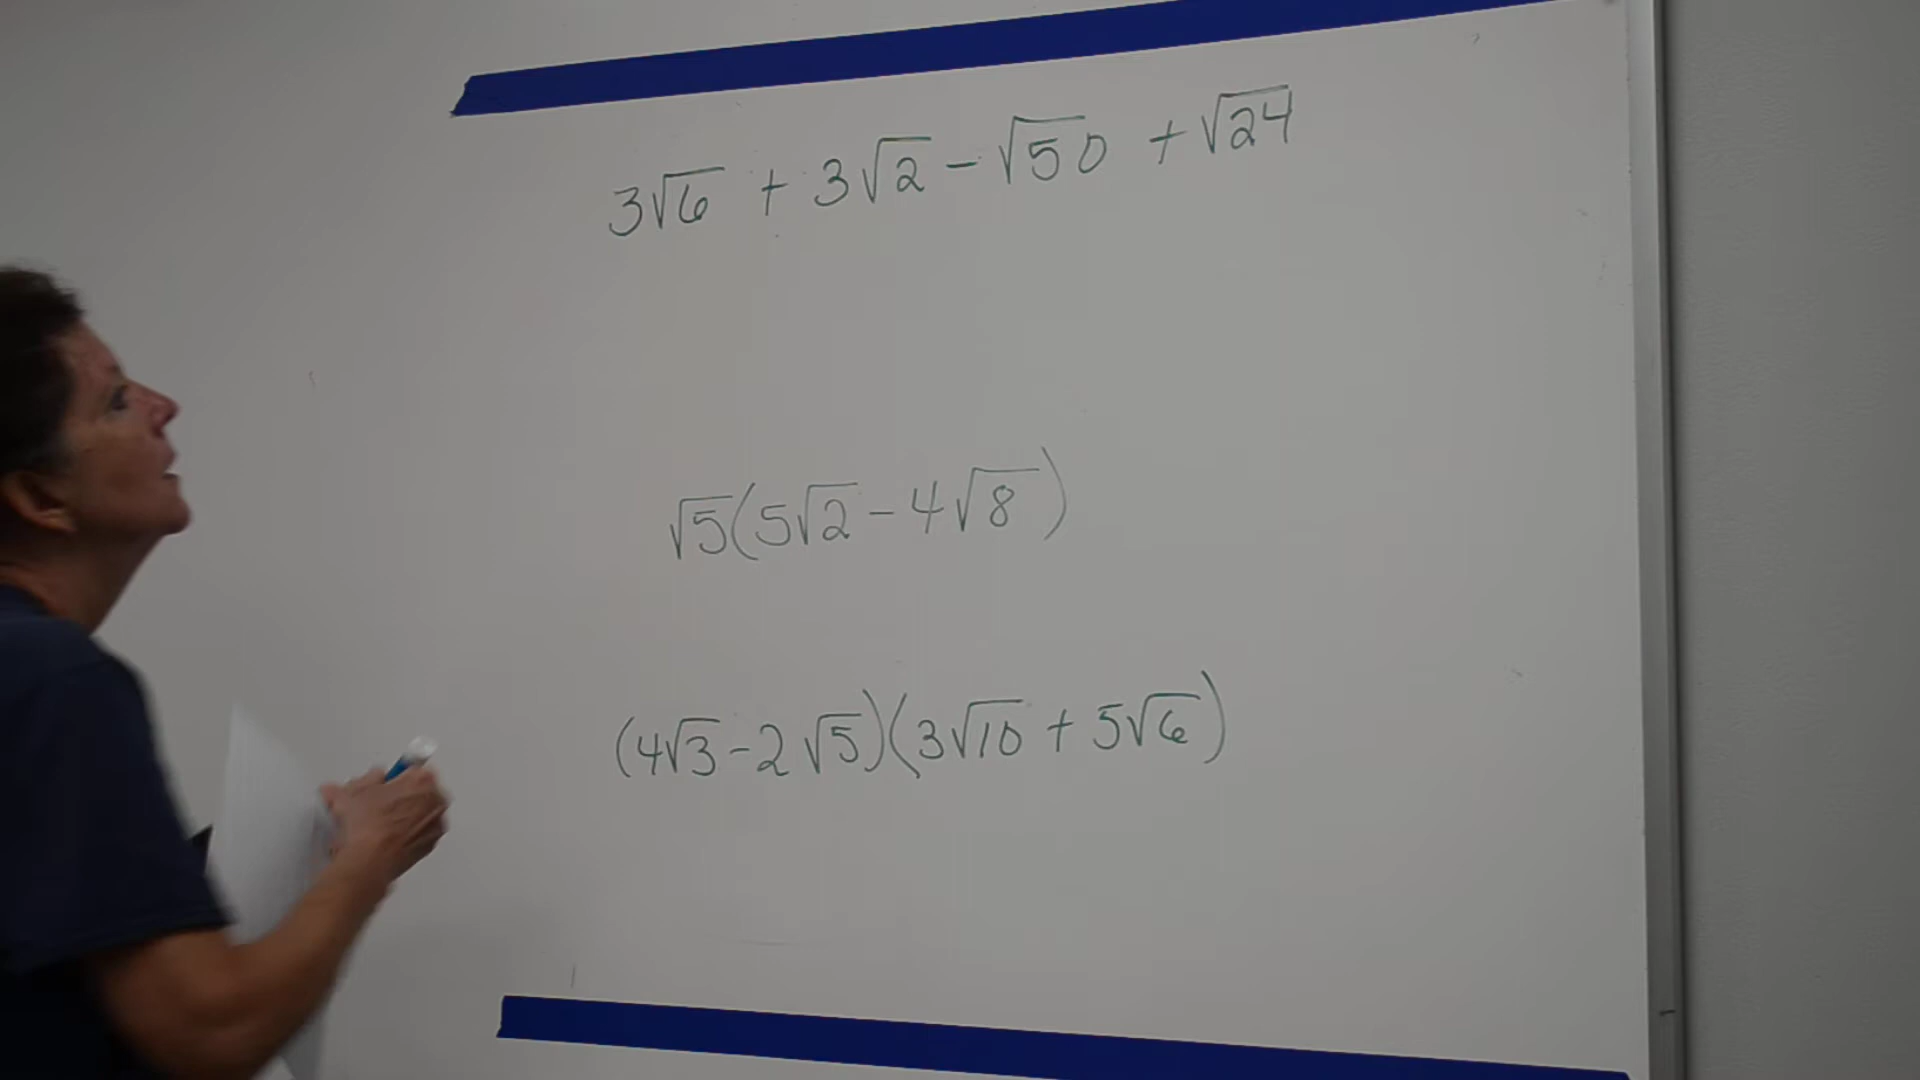 3√6 + 3√2 - √50 + √24
√5(5√2 - 4√8)
(4√3 - 2√5)(3√10 + 5√6)